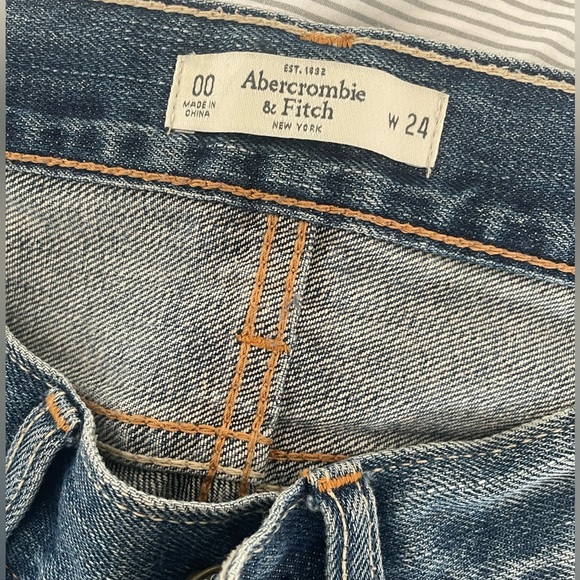 EST. 1892
00 Abercrombie
MADE IN CHINA & Fitch W 24
NEW YORK